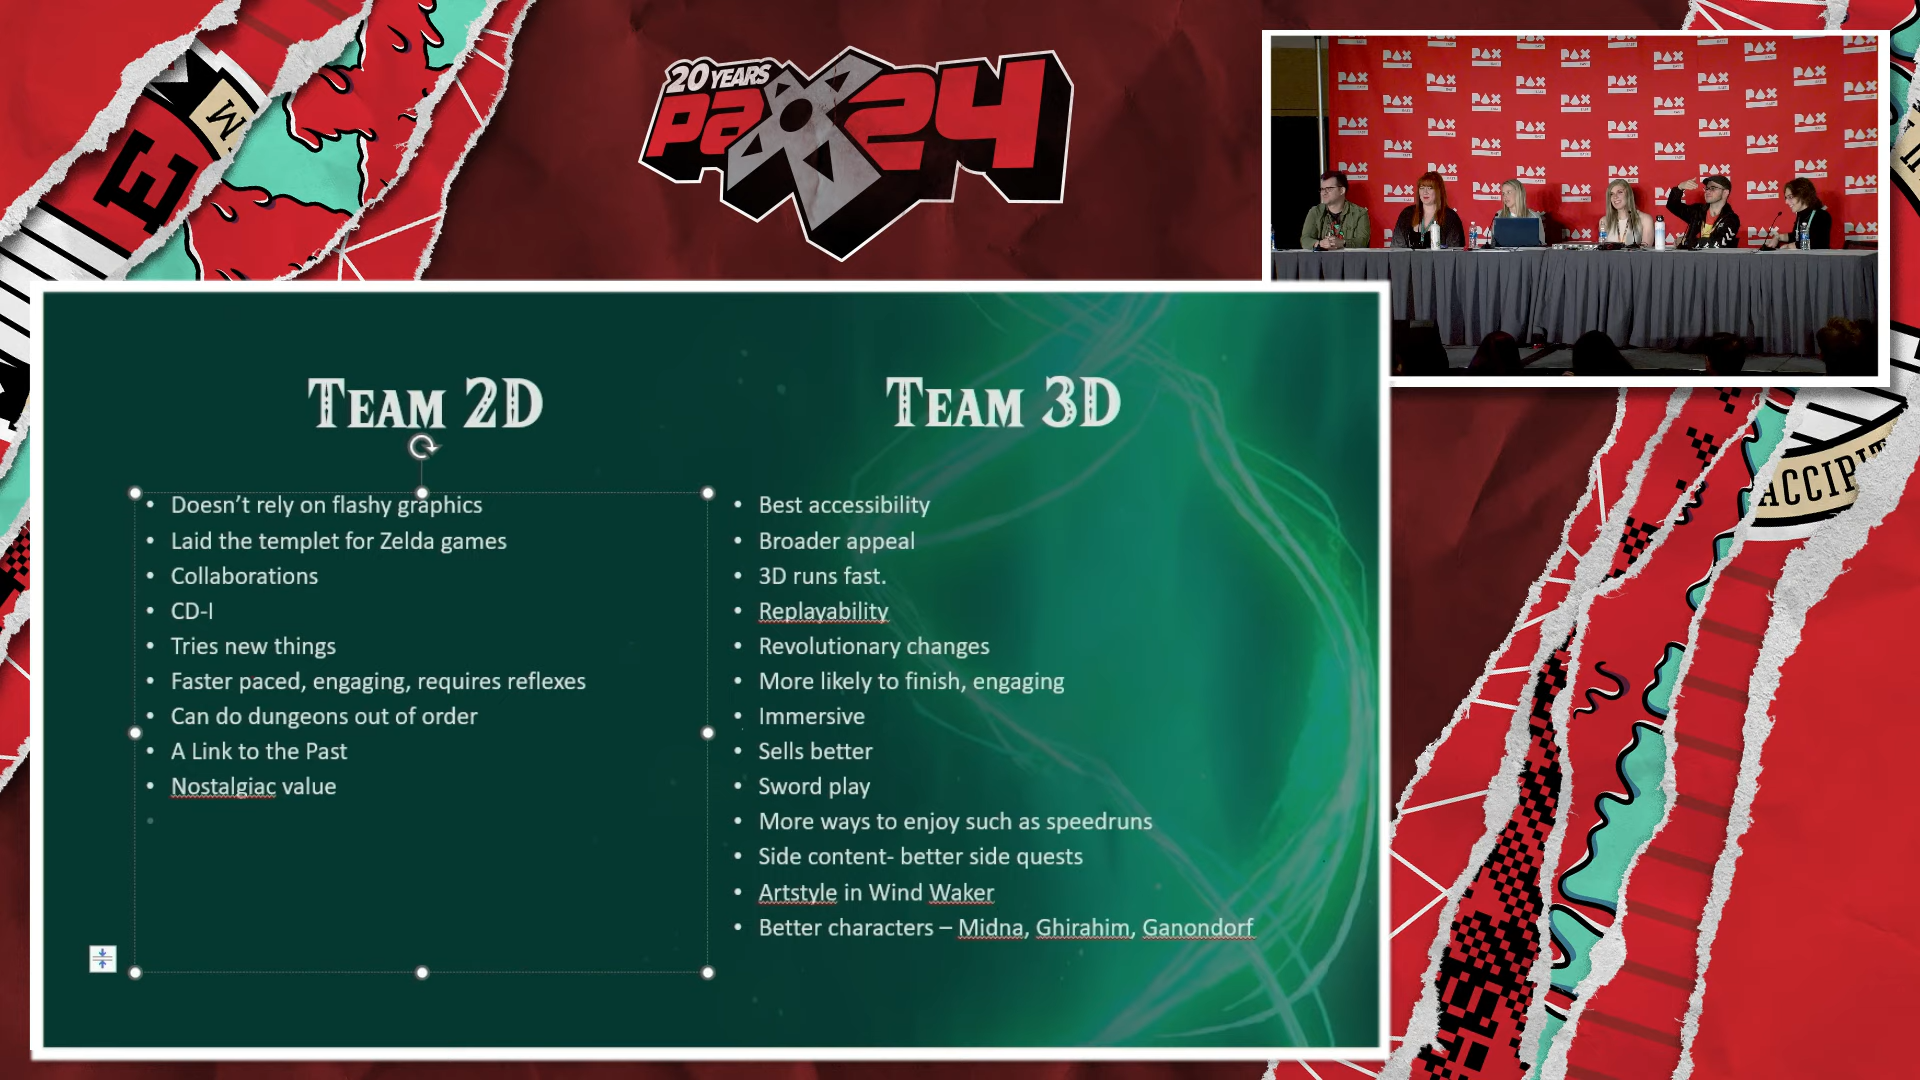 20 YEARS
PAX 24
E
M
TEAM 2D
TEAM 3D
• Doesn’t rely on flashy graphics
• Laid the templet for Zelda games
• Collaborations
• CD-I
• Tries new things
• Faster paced, engaging, requires reflexes
• Can do dungeons out of order
• A Link to the Past
• Nostalgiac value
• Best accessibility
• Broader appeal
• 3D runs fast.
• Replayability
• Revolutionary changes
• More likely to finish, engaging
• Immersive
• Sells better
• Sword play
• More ways to enjoy such as speedruns
• Side content- better side quests
• Artstyle in Wind Waker
• Better characters – Midna, Ghirahim, Ganondorf
PAX
ACCIPIT